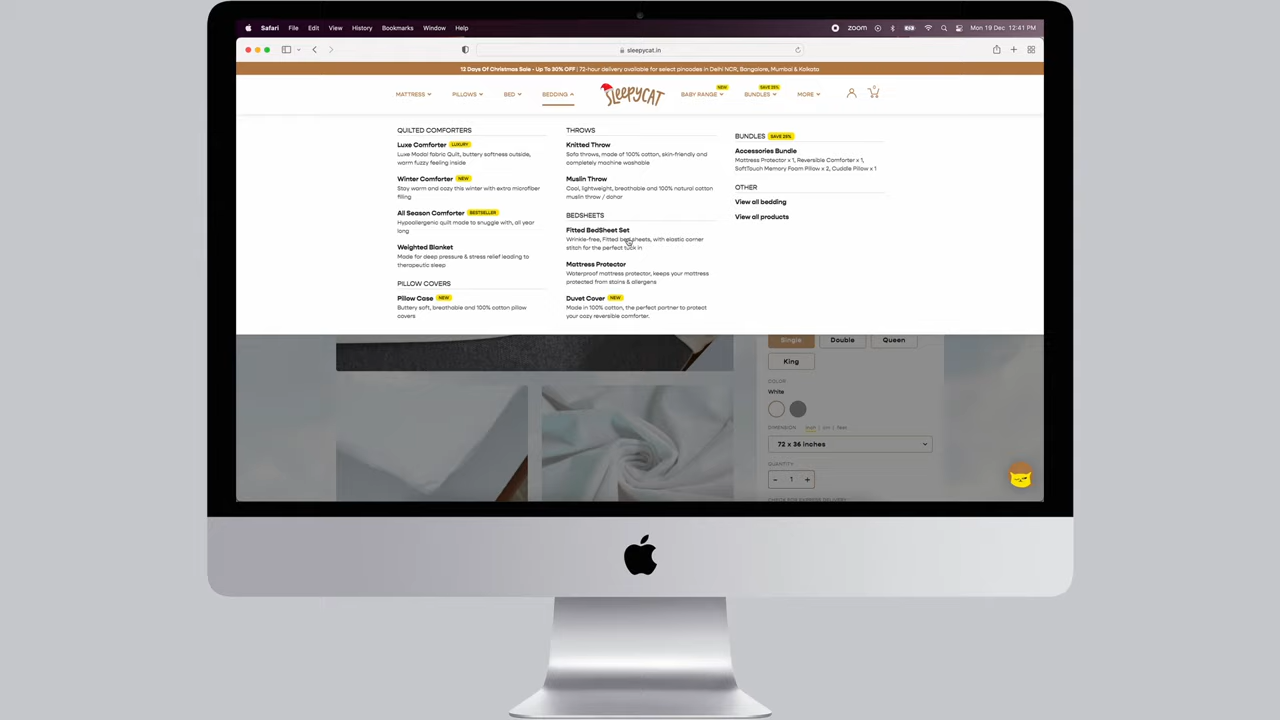 Safari File Edit View History Bookmarks Window Help
zoom Mon 19 Dec 12:41 PM
sleepycat.in
12 Days Of Christmas Sale - Up To 30% OFF | 72-hour delivery available for select pincodes in Delhi NCR, Bangalore, Mumbai & Kolkata
MATTRESS PILLOWS BED BEDDING SLEEPYCAT BABY RANGE NEW BUNDLES SAVE 25% MORE 0
QUILTED COMFORTERS
Luxe Comforter LUXURY
Luxe Modal fabric Quilt, buttery softness outside,
warm fuzzy feeling inside
Winter Comforter NEW
Stay warm and cozy this winter with extra microfiber
filling
All Season Comforter BESTSELLER
Hypoallergenic quilt made to snuggle with, all year
long
Weighted Blanket
Made for deep pressure & stress relief leading to
therapeutic sleep
PILLOW COVERS
Pillow Case NEW
Buttery soft, breathable and 100% cotton pillow
covers
THROWS
Knitted Throw
Sofa throws, made of 100% cotton, skin-friendly and
completely machine washable
Muslin Throw
Cool, lightweight, breathable and 100% natural cotton
muslin throw / dohar
BEDSHEETS
Fitted BedSheet Set
Wrinkle-free, Fitted bedsheets, with elastic corner
stitch for the perfect tuck in
Mattress Protector
Waterproof mattress protector, keeps your mattress
protected from stains & allergens
Duvet Cover NEW
Made in 100% cotton, the perfect partner to protect
your cozy reversible comforter.
BUNDLES SAVE 25%
Accessories Bundle
Mattress Protector x 1, Reversible Comforter x 1,
SoftTouch Memory Foam Pillow x 2, Cuddle Pillow x 1
OTHER
View all bedding
View all products
Single Double Queen
King
COLOR
White
DIMENSION Inch | cm | Feet
72 x 36 inches
QUANTITY
- 1 +